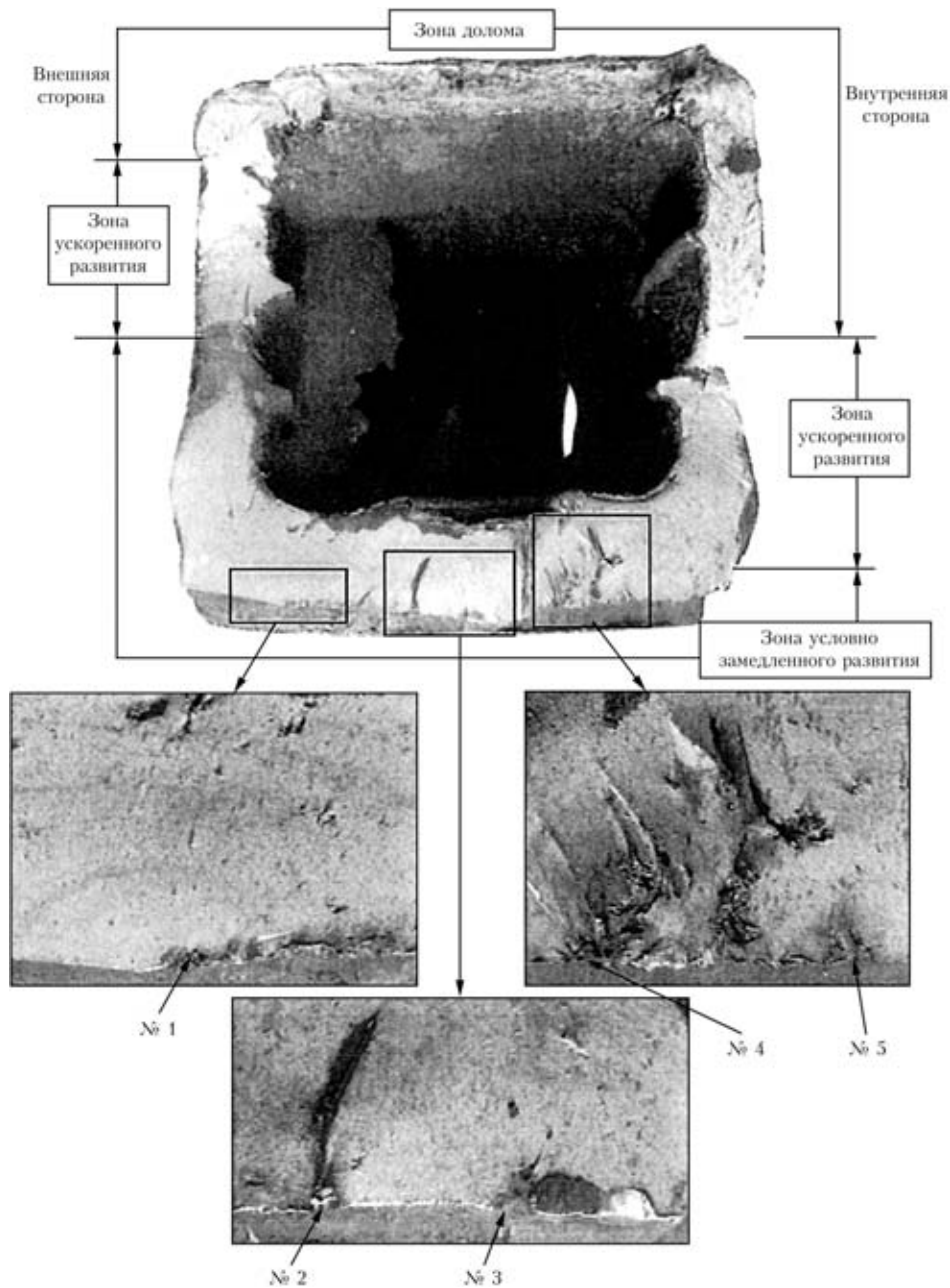 Зона долома
Внешняя
сторона
Внутренняя
сторона
Зона
ускоренного
развития
Зона
ускоренного
развития
Зона условно
замедленного развития
№ 1
№ 4
№ 5
№ 2
№ 3